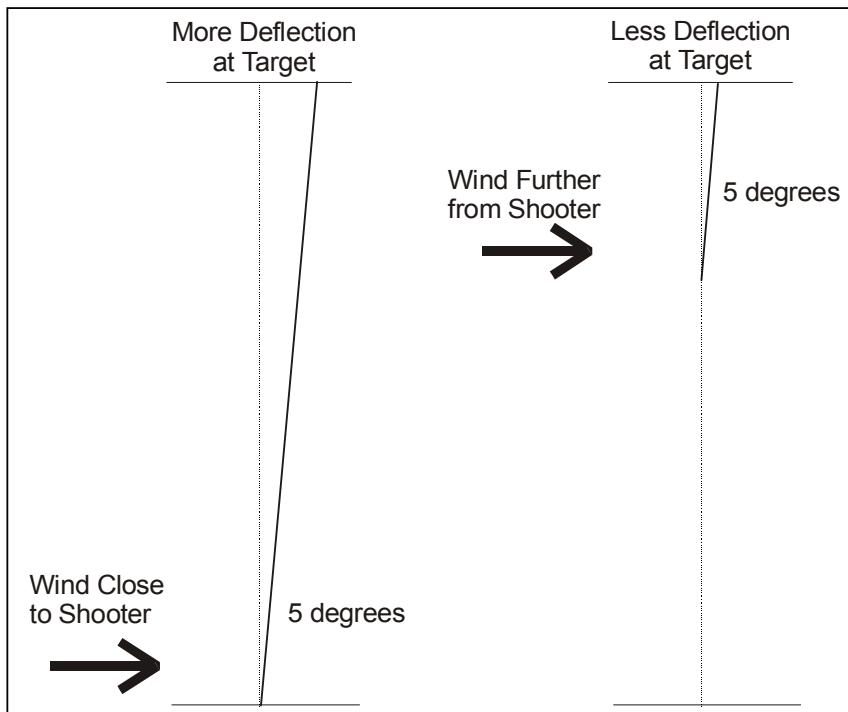 More Deflection
at Target
Less Deflection
at Target
Wind Further
from Shooter
5 degrees
Wind Close
to Shooter
5 degrees